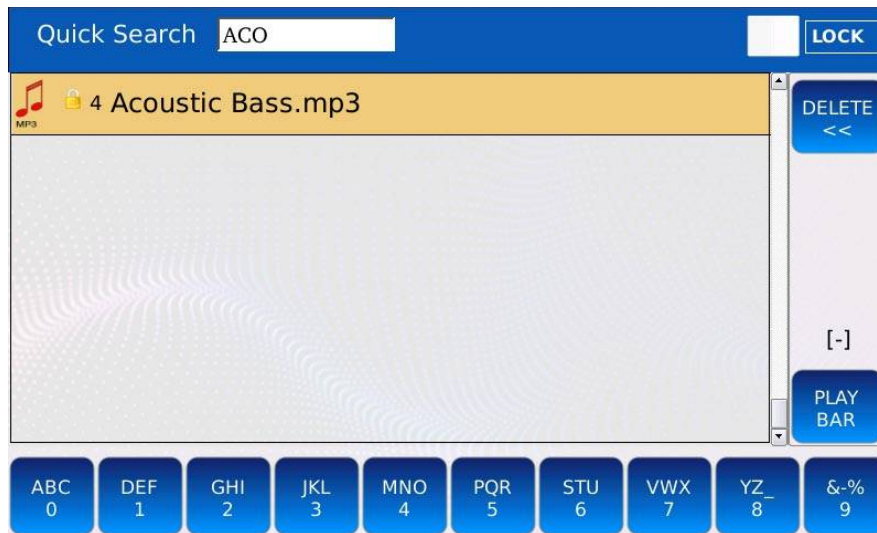 Quick Search ACO LOCK
MP3 4 Acoustic Bass.mp3
DELETE
<<
[-]
PLAY
BAR
ABC DEF GHI JKL MNO PQR STU VWX YZ_ &-%
0 1 2 3 4 5 6 7 8 9